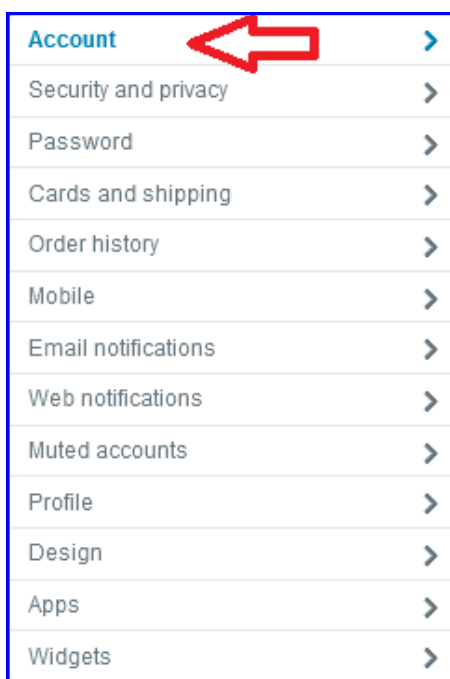 Account
Security and privacy
Password
Cards and shipping
Order history
Mobile
Email notifications
Web notifications
Muted accounts
Profile
Design
Apps
Widgets